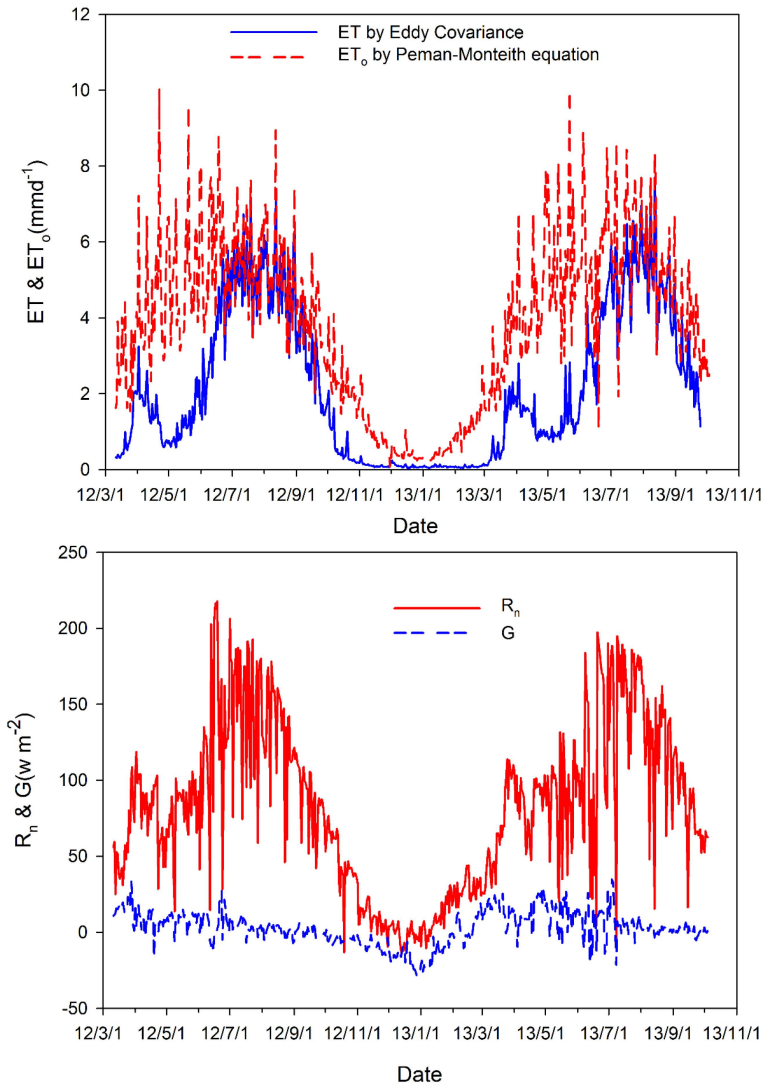 12
ET by Eddy Covariance
ETo by Peman-Monteith equation
10
8
6
4
2
0
ET & ETo(mmd-1)
12/3/1 12/5/1 12/7/1 12/9/1 12/11/1 13/1/1 13/3/1 13/5/1 13/7/1 13/9/1 13/11/1
Date
250
Rn
G
200
150
100
50
0
-50
Rn & G(w m-2)
12/3/1 12/5/1 12/7/1 12/9/1 12/11/1 13/1/1 13/3/1 13/5/1 13/7/1 13/9/1 13/11/1
Date